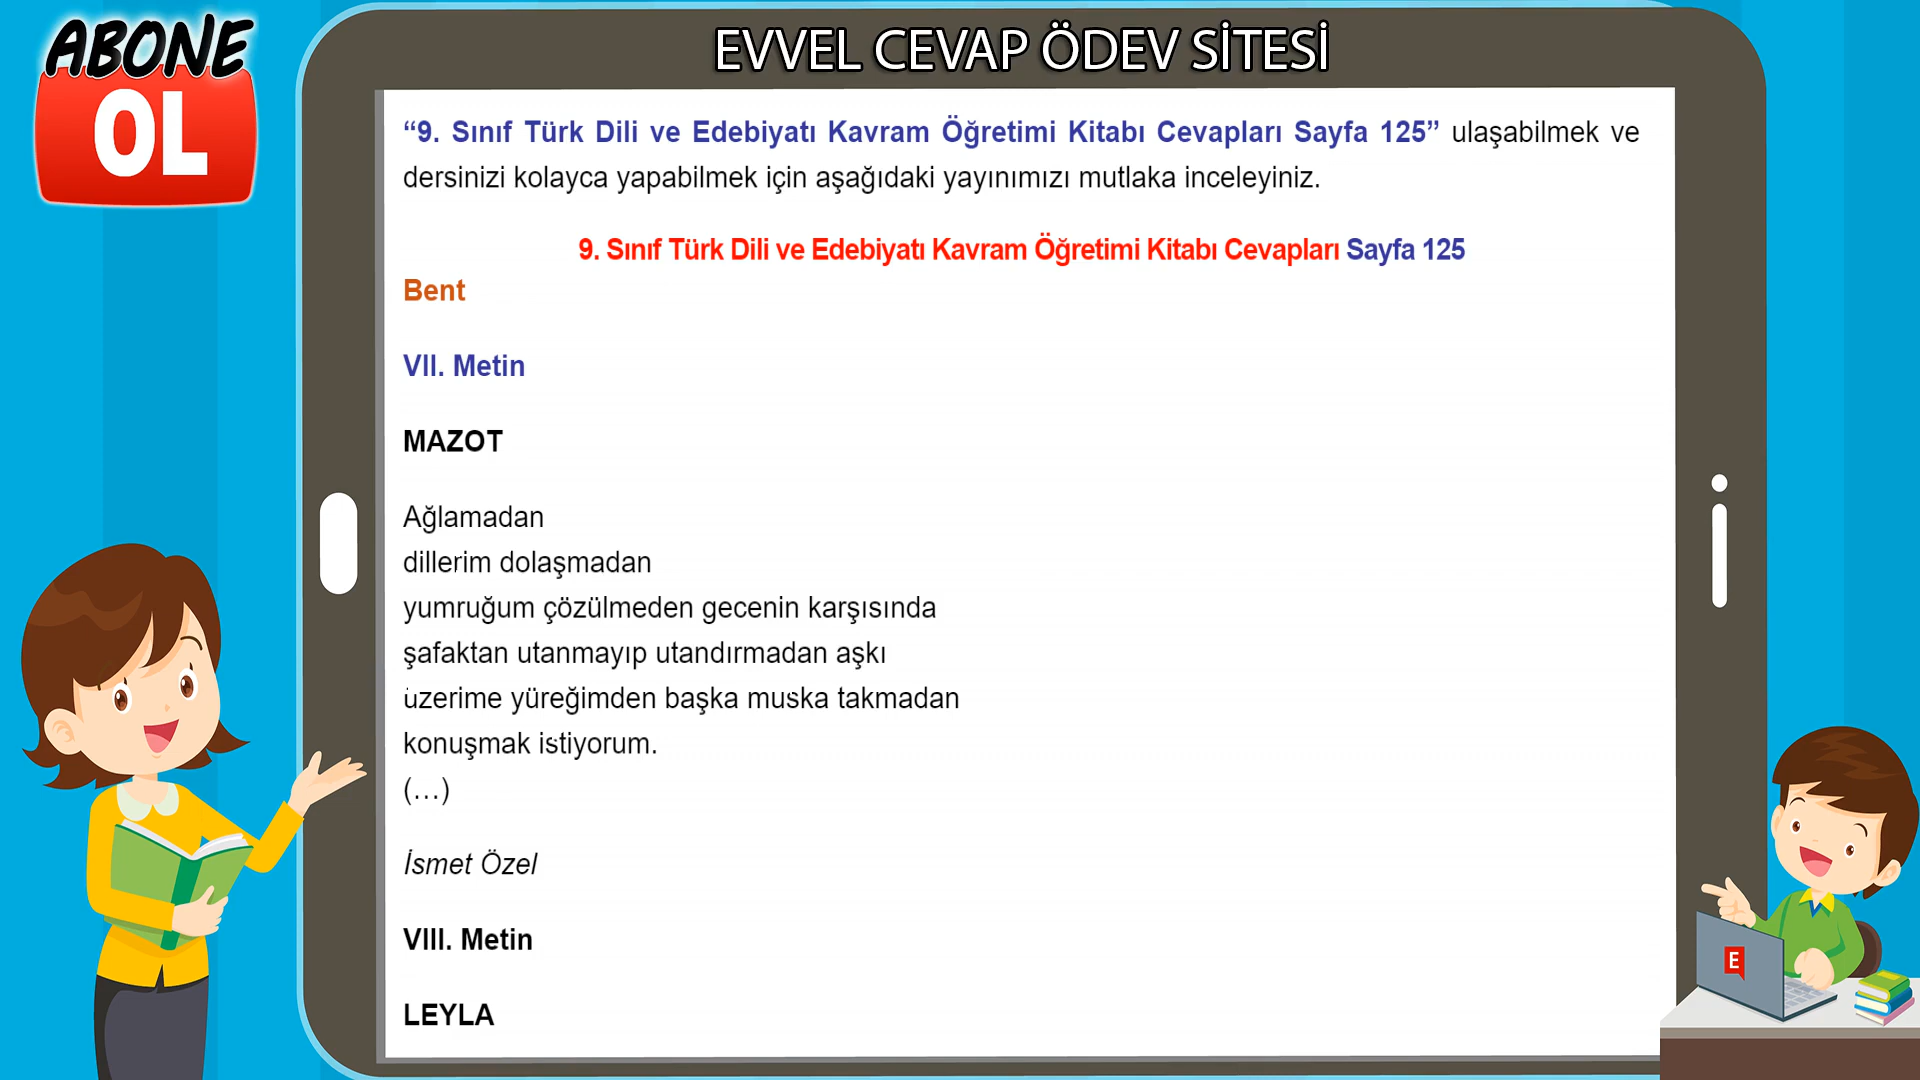 ABONE
OL
EVVEL CEVAP ÖDEV SİTESİ
“9. Sınıf Türk Dili ve Edebiyatı Kavram Öğretimi Kitabı Cevapları Sayfa 125” ulaşabilmek ve
dersinizi kolayca yapabilmek için aşağıdaki yayınımızı mutlaka inceleyiniz.
9. Sınıf Türk Dili ve Edebiyatı Kavram Öğretimi Kitabı Cevapları Sayfa 125
Bent
VII. Metin
MAZOT
Ağlamadan
dillerim dolaşmadan
yumruğum çözülmeden gecenin karşısında
şafaktan utanmayıp utandırmadan aşkı
üzerime yüreğimden başka muska takmadan
konuşmak istiyorum.
(…)
İsmet Özel
VIII. Metin
LEYLA
E